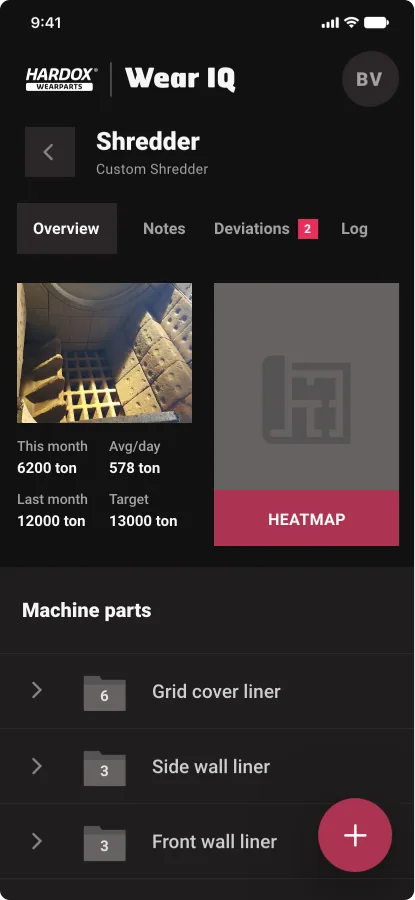 9:41
HARDOX®
WEARPARTS
Wear IQ
BV
Shredder
Custom Shredder
Overview
Notes
Deviations 2
Log
This month
Avg/day
6200 ton
578 ton
Last month
Target
12000 ton
13000 ton
HEATMAP
Machine parts
6 Grid cover liner
3 Side wall liner
3 Front wall liner
+